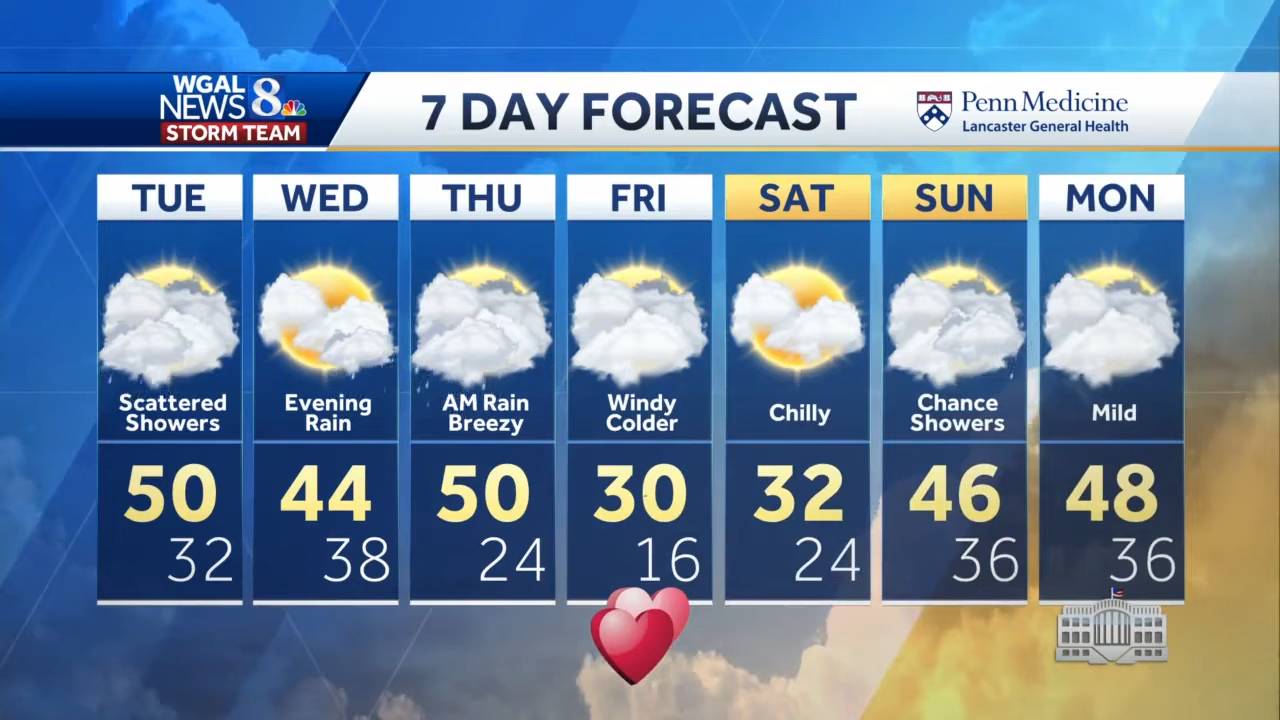 WGAL
NEWS 8
STORM TEAM
7 DAY FORECAST
Penn Medicine
Lancaster General Health
TUE WED THU FRI SAT SUN MON
Scattered
Showers
Evening
Rain
AM Rain
Breezy
Windy
Colder
Chilly
Chance
Showers
Mild
50 44 50 30 32 46 48
32 38 24 16 24 36 36